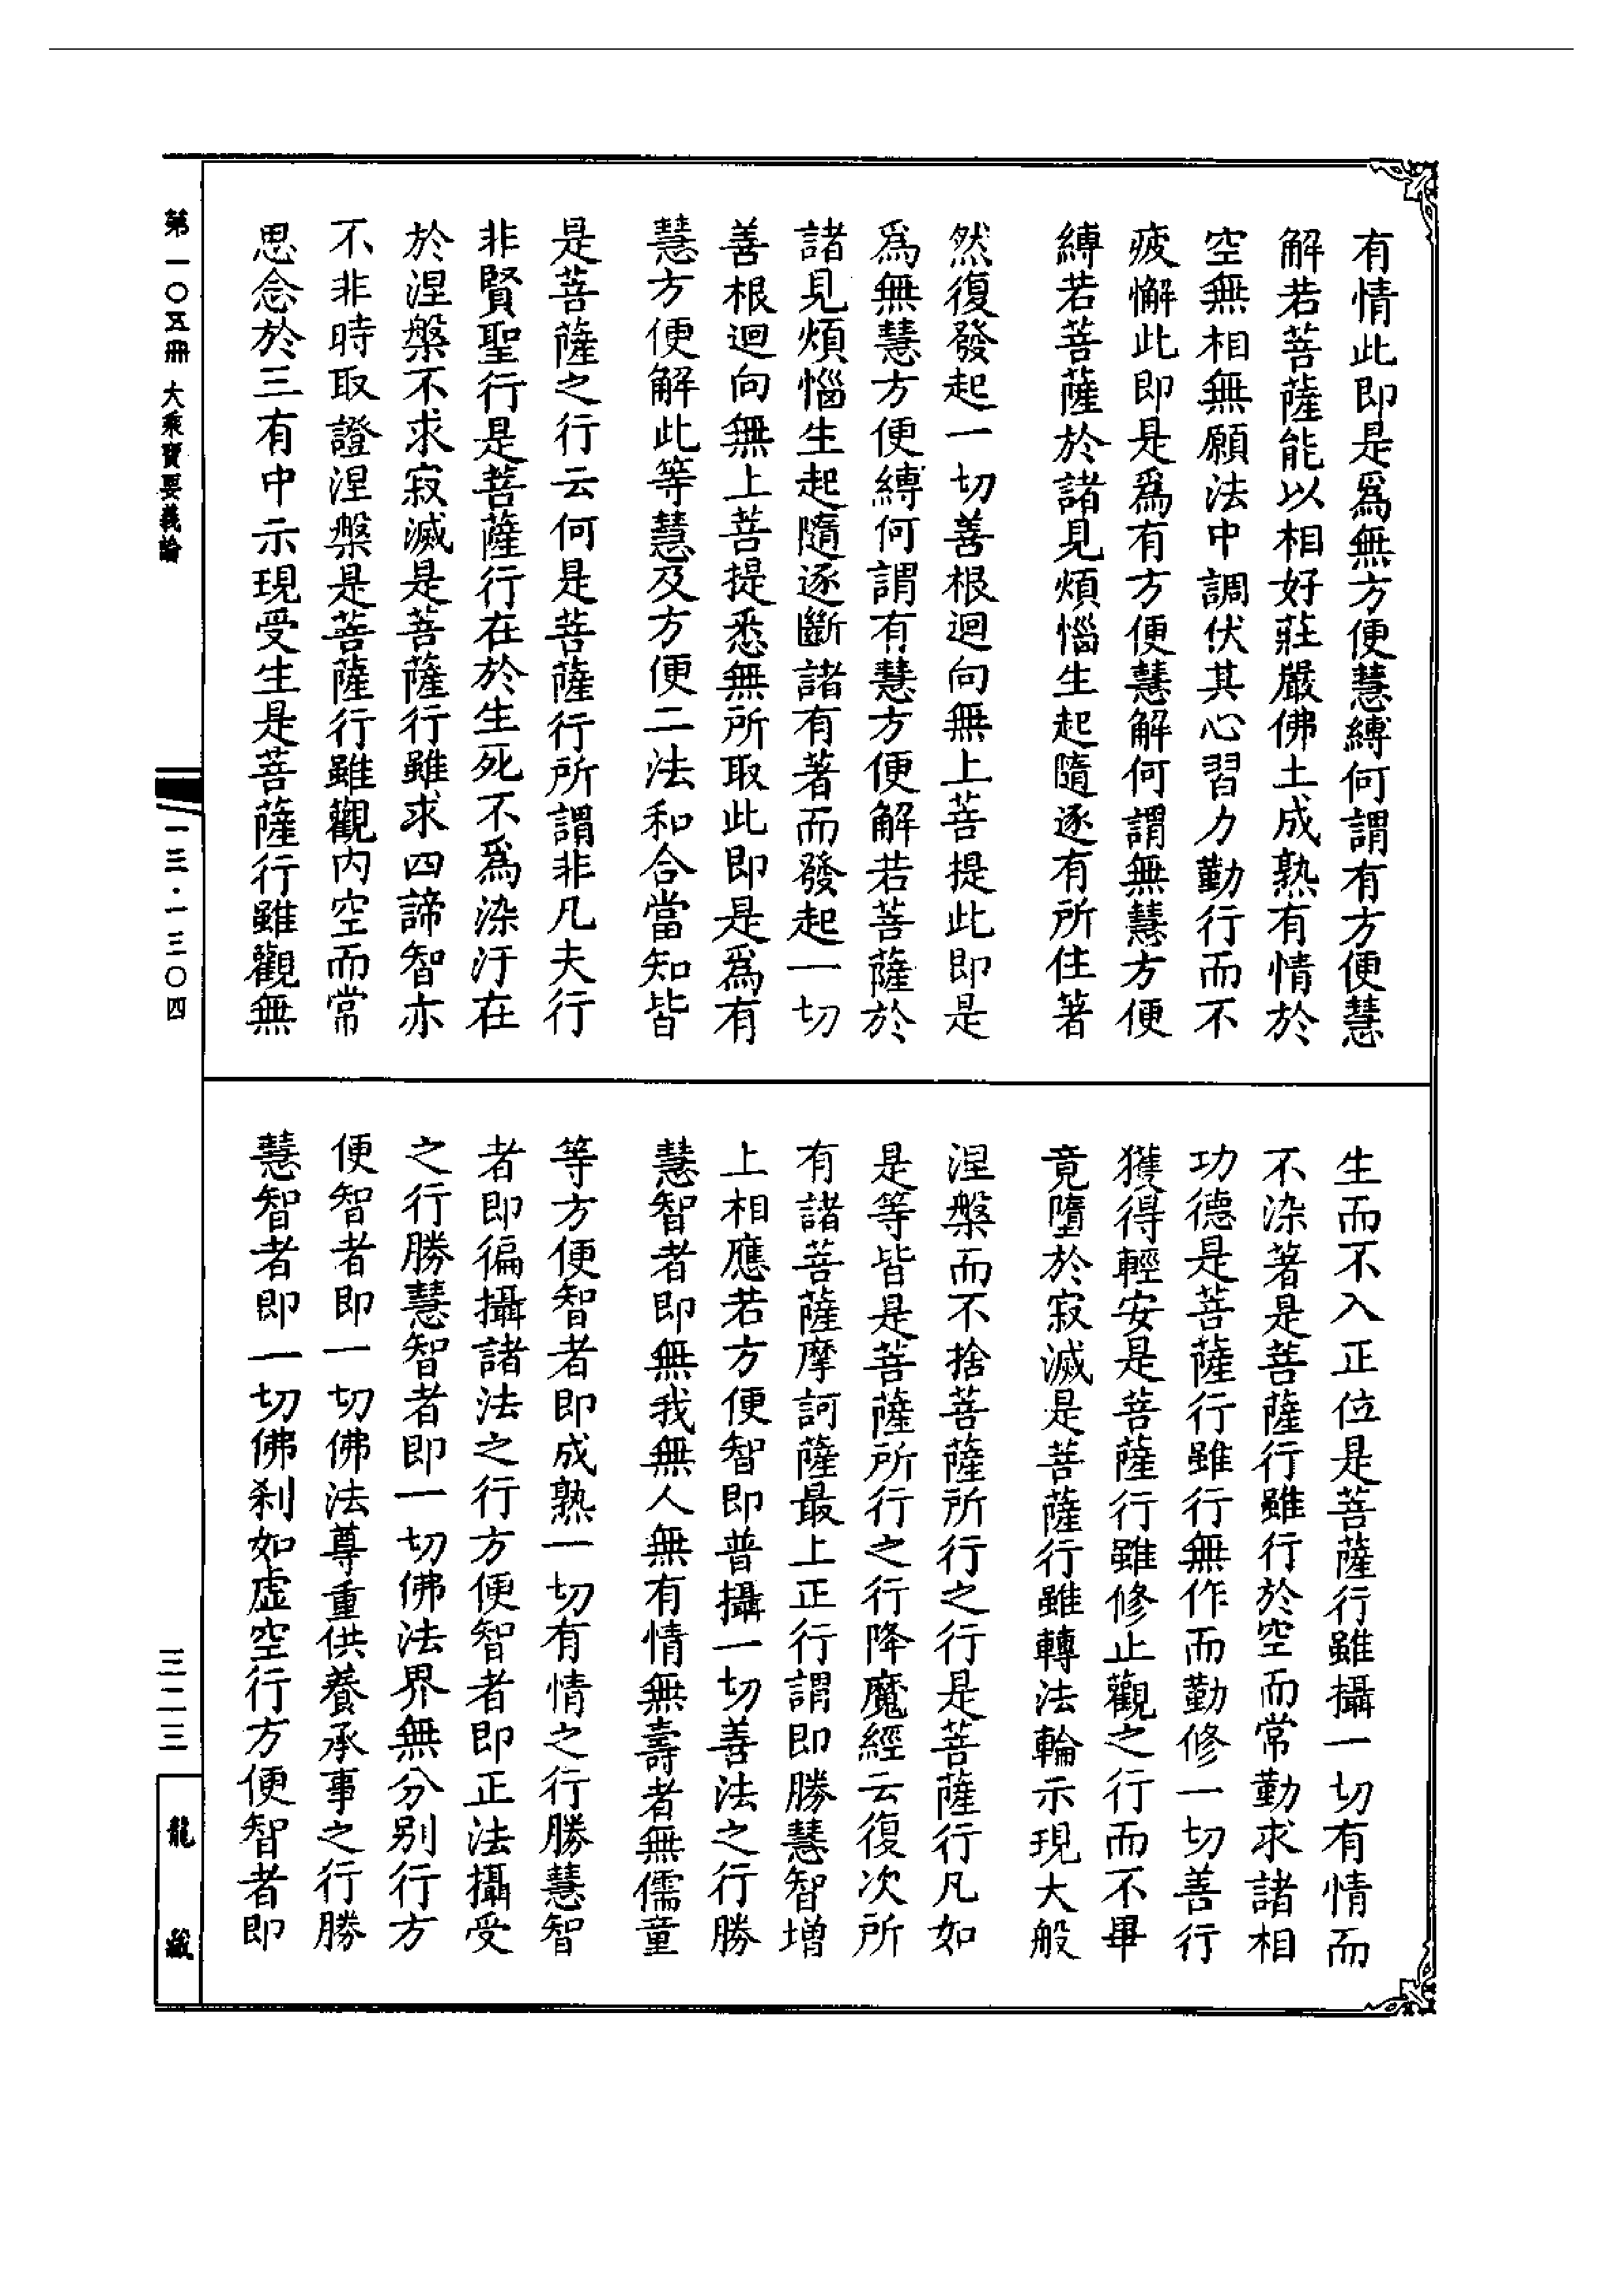 有情此即是爲無方便慧縛何謂有方便慧
解若菩薩能以相好莊嚴佛土成熟有情於
空無相無願法中調伏其心習力勤行而不
疲懈此即是爲有方便慧解何謂無慧方便
縛若菩薩於諸見煩惱生起隨逐有所住著
然復發起一切善根迴向無上菩提此即是
爲無慧方便縛何謂有慧方便解若菩薩於
諸見煩惱生起隨逐斷諸有著而發起一切
善根迴向無上菩提悉無所取此即是爲有
慧方便解此等慧及方便二法和合當知皆
是菩薩之行云何是菩薩行所謂非凡夫行
非賢聖行是菩薩行在於生死不爲染汙在
於涅槃不求寂滅是菩薩行雖求四諦智亦
不非時取證涅槃是菩薩行雖觀內空而常
思念於三有中示現受生是菩薩行雖觀無
生而不入正位是菩薩行雖攝一切有情而
不染著是菩薩行雖行於空而常勤求諸相
功德是菩薩行雖行無作而勤修一切善行
獲得輕安是菩薩行雖修止觀之行而不畢
竟墮於寂滅是菩薩行雖轉法輪示現大般
涅槃而不捨菩薩所行之行是菩薩行凡如
是等皆是菩薩所行之行降魔經云復次所
有諸菩薩摩訶薩最上正行謂即勝慧智增
上相應若方便智即普攝一切善法之行勝
慧智者即無我無人無有情無壽者無儒童
等方便智者即成熟一切有情之行勝慧智
者即徧攝諸法之行方便智者即正法攝受
之行勝慧智者即一切佛法界無分別行方
便智者即一切佛法尊重供養承事之行勝
慧智者即一切佛刹如虛空行方便智者即
第一〇五冊 大乘寶要義論
一三·一三〇四
三二三
龍藏